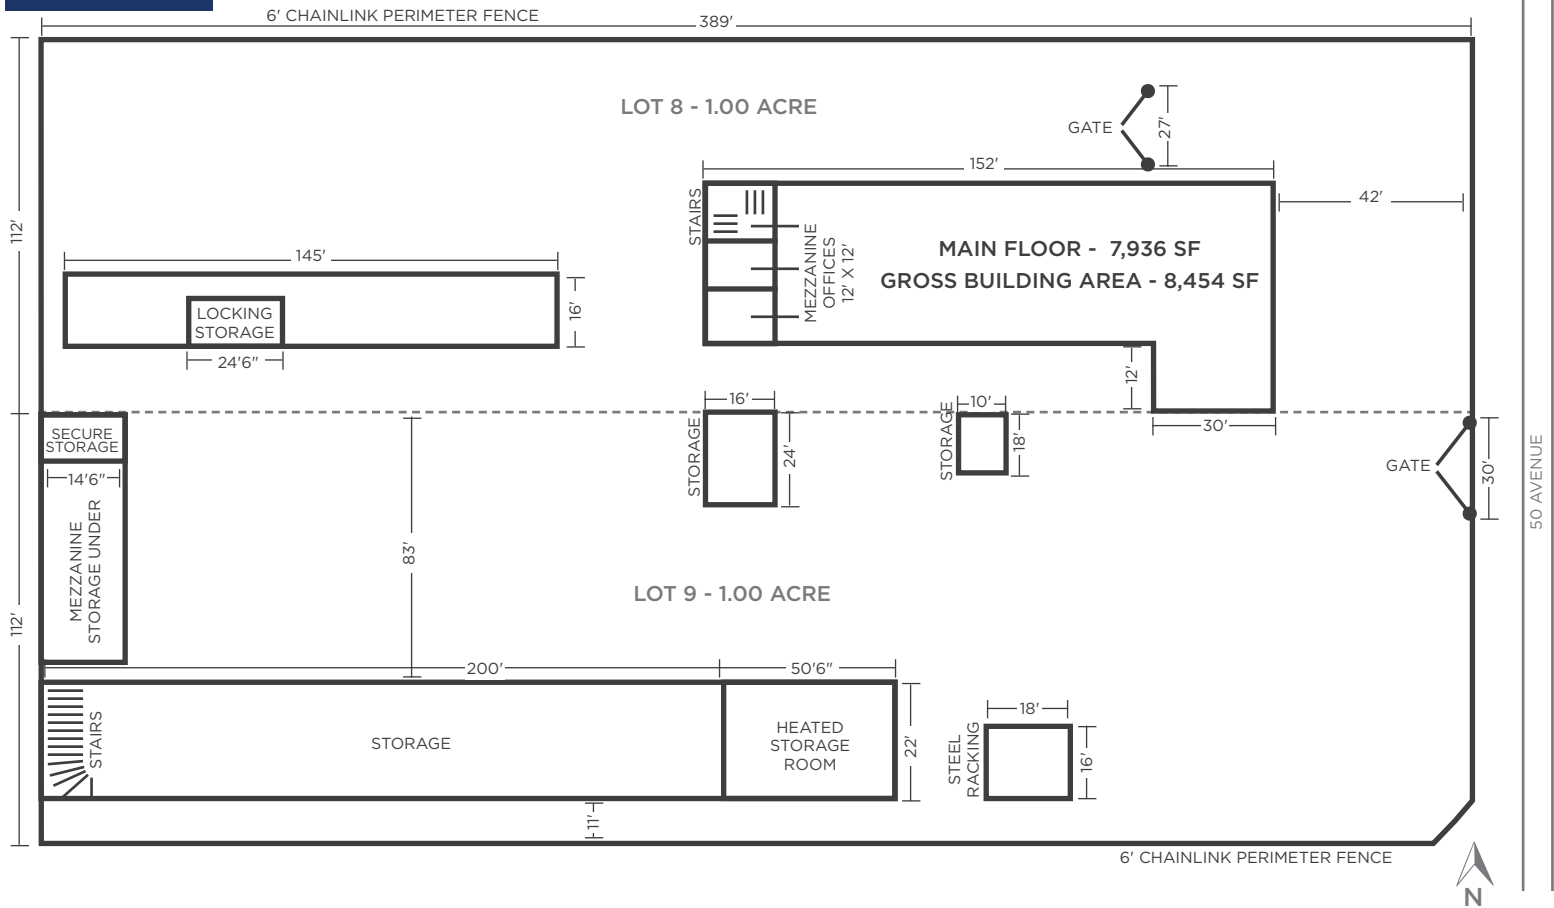 6' CHAINLINK PERIMETER FENCE
389'
LOT 8 - 1.00 ACRE
GATE
27'
152'
42'
112'
STAIRS
MEZZANINE
OFFICES
12' X 12'
MAIN FLOOR - 7,936 SF
GROSS BUILDING AREA - 8,454 SF
145'
16'
LOCKING
STORAGE
24'6"
12'
30'
16'
STORAGE
24'
10'
STORAGE
18'
SECURE
STORAGE
14'6"
MEZZANINE
STORAGE UNDER
83'
GATE
30'
50 AVENUE
LOT 9 - 1.00 ACRE
112'
200'
50'6"
STAIRS
STORAGE
HEATED
STORAGE
ROOM
22'
18'
STEEL
RACKING
16'
11'
6' CHAINLINK PERIMETER FENCE
N